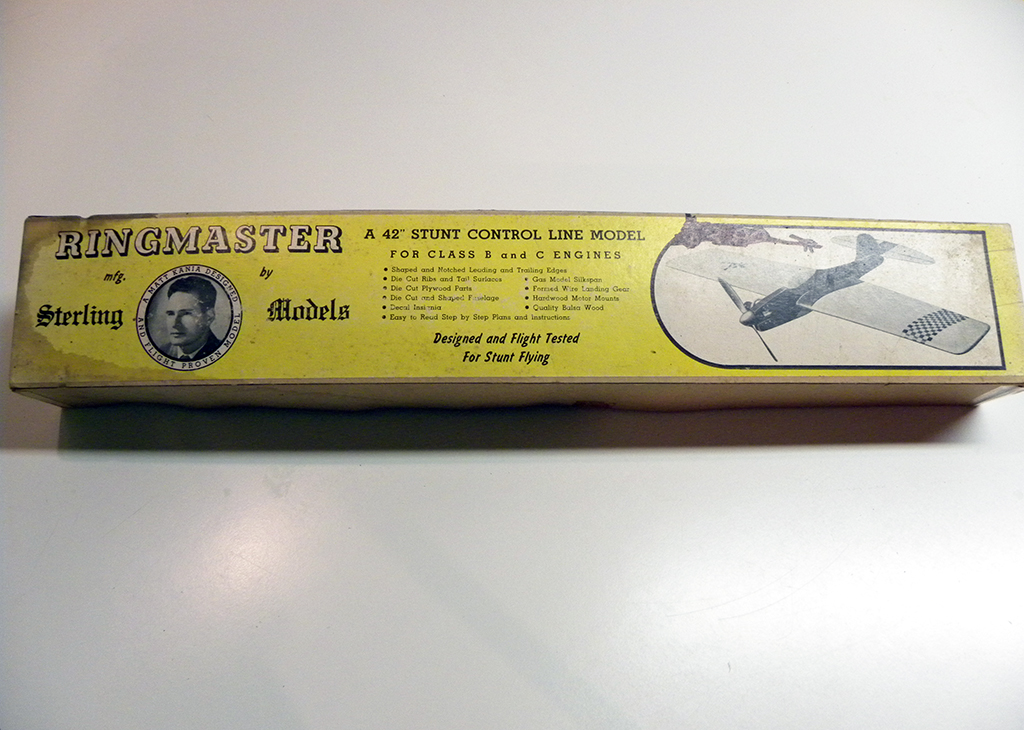 RINGMASTER
mfg. by
Sterling Models
A MATT KANIA DESIGNED
AND FLIGHT PROVEN MODEL
A 42" STUNT CONTROL LINE MODEL
FOR CLASS B and C ENGINES
• Shaped and Notched Leading and Trailing Edges
• Die Cut Ribs and Tail Surfaces
• Die Cut Plywood Parts
• Die Cut and Shaped Fuselage
• Decal Insignia
• Gas Model Silkspan
• Formed Wire Landing Gear
• Hardwood Motor Mounts
• Quality Balsa Wood
• Easy to Read Step by Step Plans and Instructions
Designed and Flight Tested
For Stunt Flying